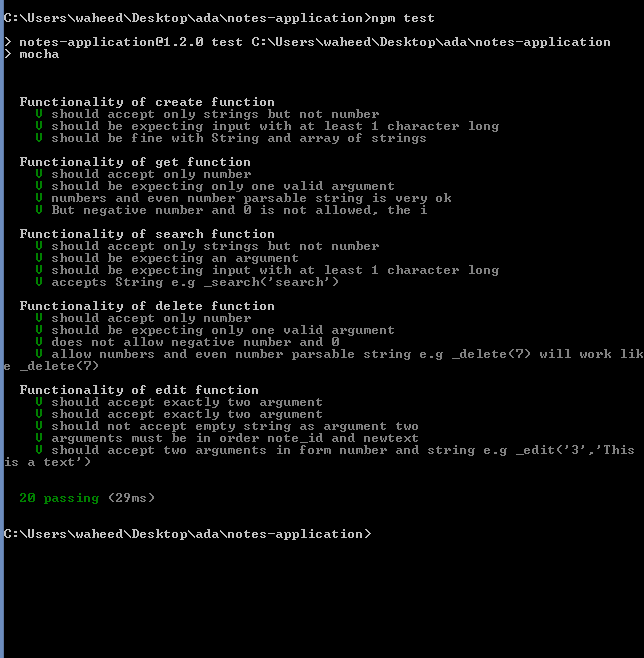 C:\Users\waheed\Desktop\ada\notes-application>npm test
> notes-application@1.2.0 test C:\Users\waheed\Desktop\ada\notes-application
> mocha
Functionality of create function
V should accept only strings but not number
V should be expecting input with at least 1 character long
V should be fine with String and array of strings
Functionality of get function
V should accept only number
V should be expecting only one valid argument
V numbers and even number parsable string is very ok
V But negative number and 0 is not allowed, the i
Functionality of search function
V should accept only strings but not number
V should be expecting an argument
V should be expecting input with at least 1 character long
V accepts String e.g _search('search')
Functionality of delete function
V should accept only number
V should be expecting only one valid argument
V does not allow negative number and 0
V allow numbers and even number parsable string e.g _delete(7) will work lik
e _delete(7)
Functionality of edit function
V should accept exactly two argument
V should accept exactly two argument
V should not accept empty string as argument two
V arguments must be in order note_id and newtext
V should accept two arguments in form number and string e.g _edit('3','This
is a text')
20 passing (29ms)
C:\Users\waheed\Desktop\ada\notes-application>